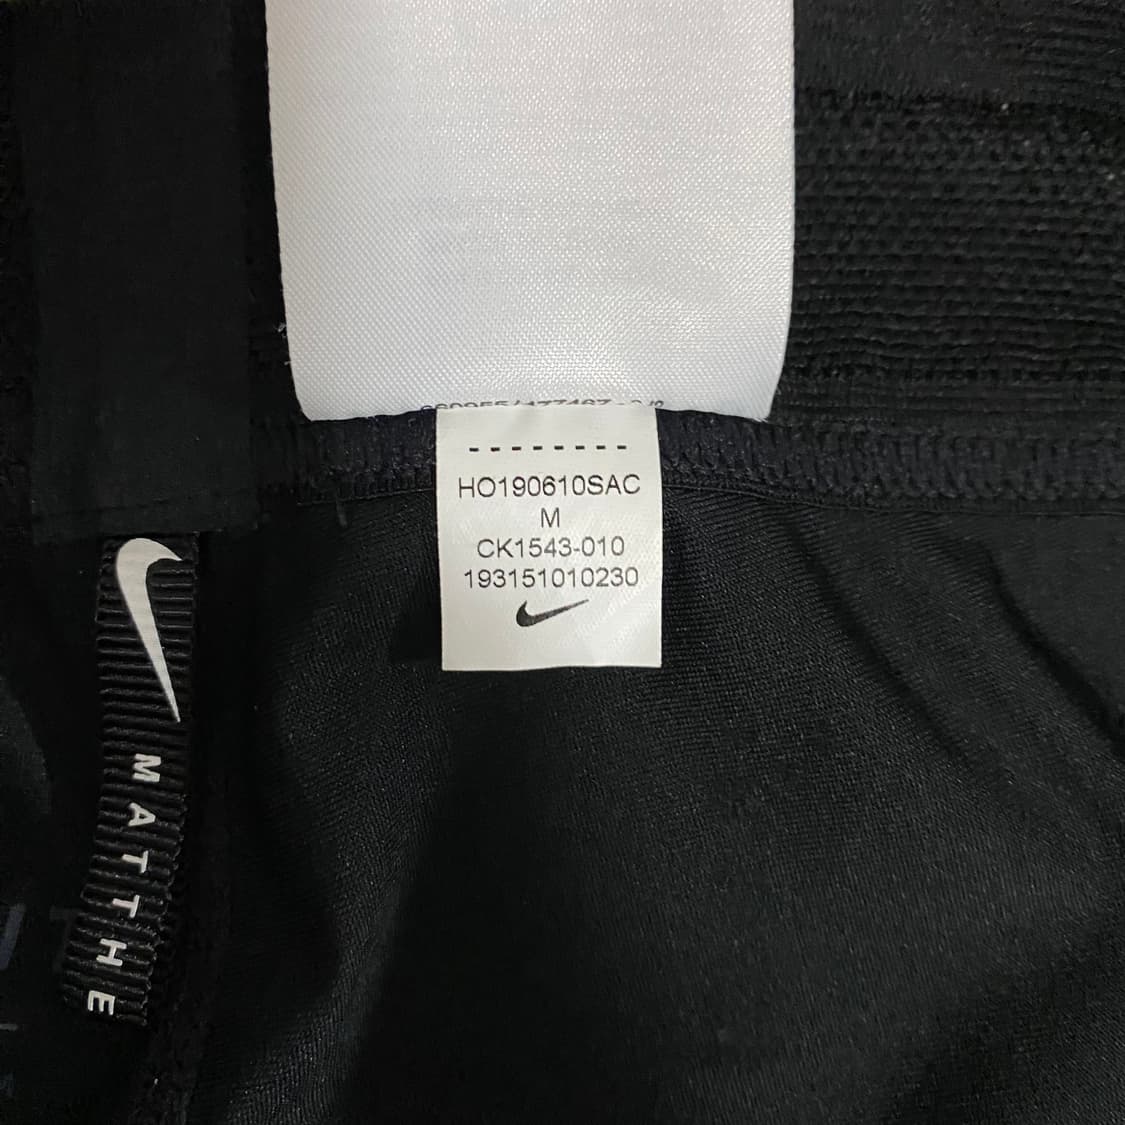 HO190610SAC
M
CK1543-010
193151010230
MATTHE